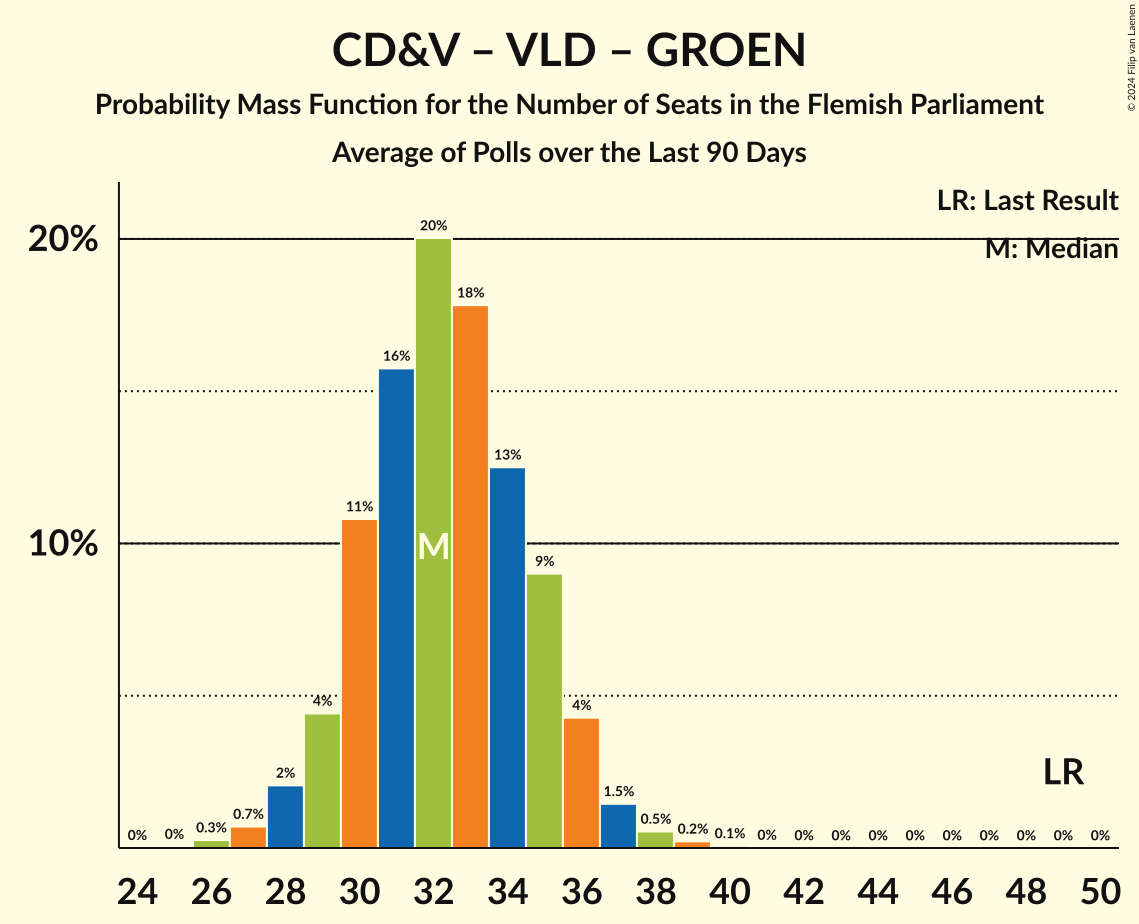 CD&V – VLD – GROEN
Probability Mass Function for the Number of Seats in the Flemish Parliament
Average of Polls over the Last 90 Days
© 2024 Filip van Laenen
LR: Last Result
M: Median
20%
10%
0% 0% 0.3% 0.7% 2% 4% 11% 16% 20% 18% 13% 9% 4% 1.5% 0.5% 0.2% 0.1% 0% 0% 0% 0% 0% 0% 0% 0% 0% 0%
M
LR
24 26 28 30 32 34 36 38 40 42 44 46 48 50